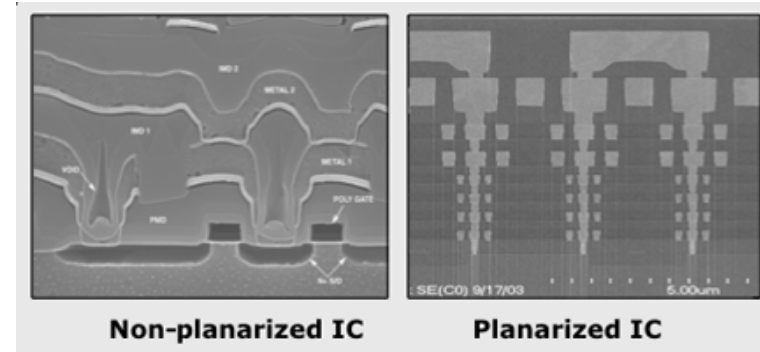 IMD 2
METAL 2
IMD 1
VOID
METAL 1
POLY GATE
PMD
N+ S/D
SE(C0) 9/17/03
5.00um
Non-planarized IC
Planarized IC